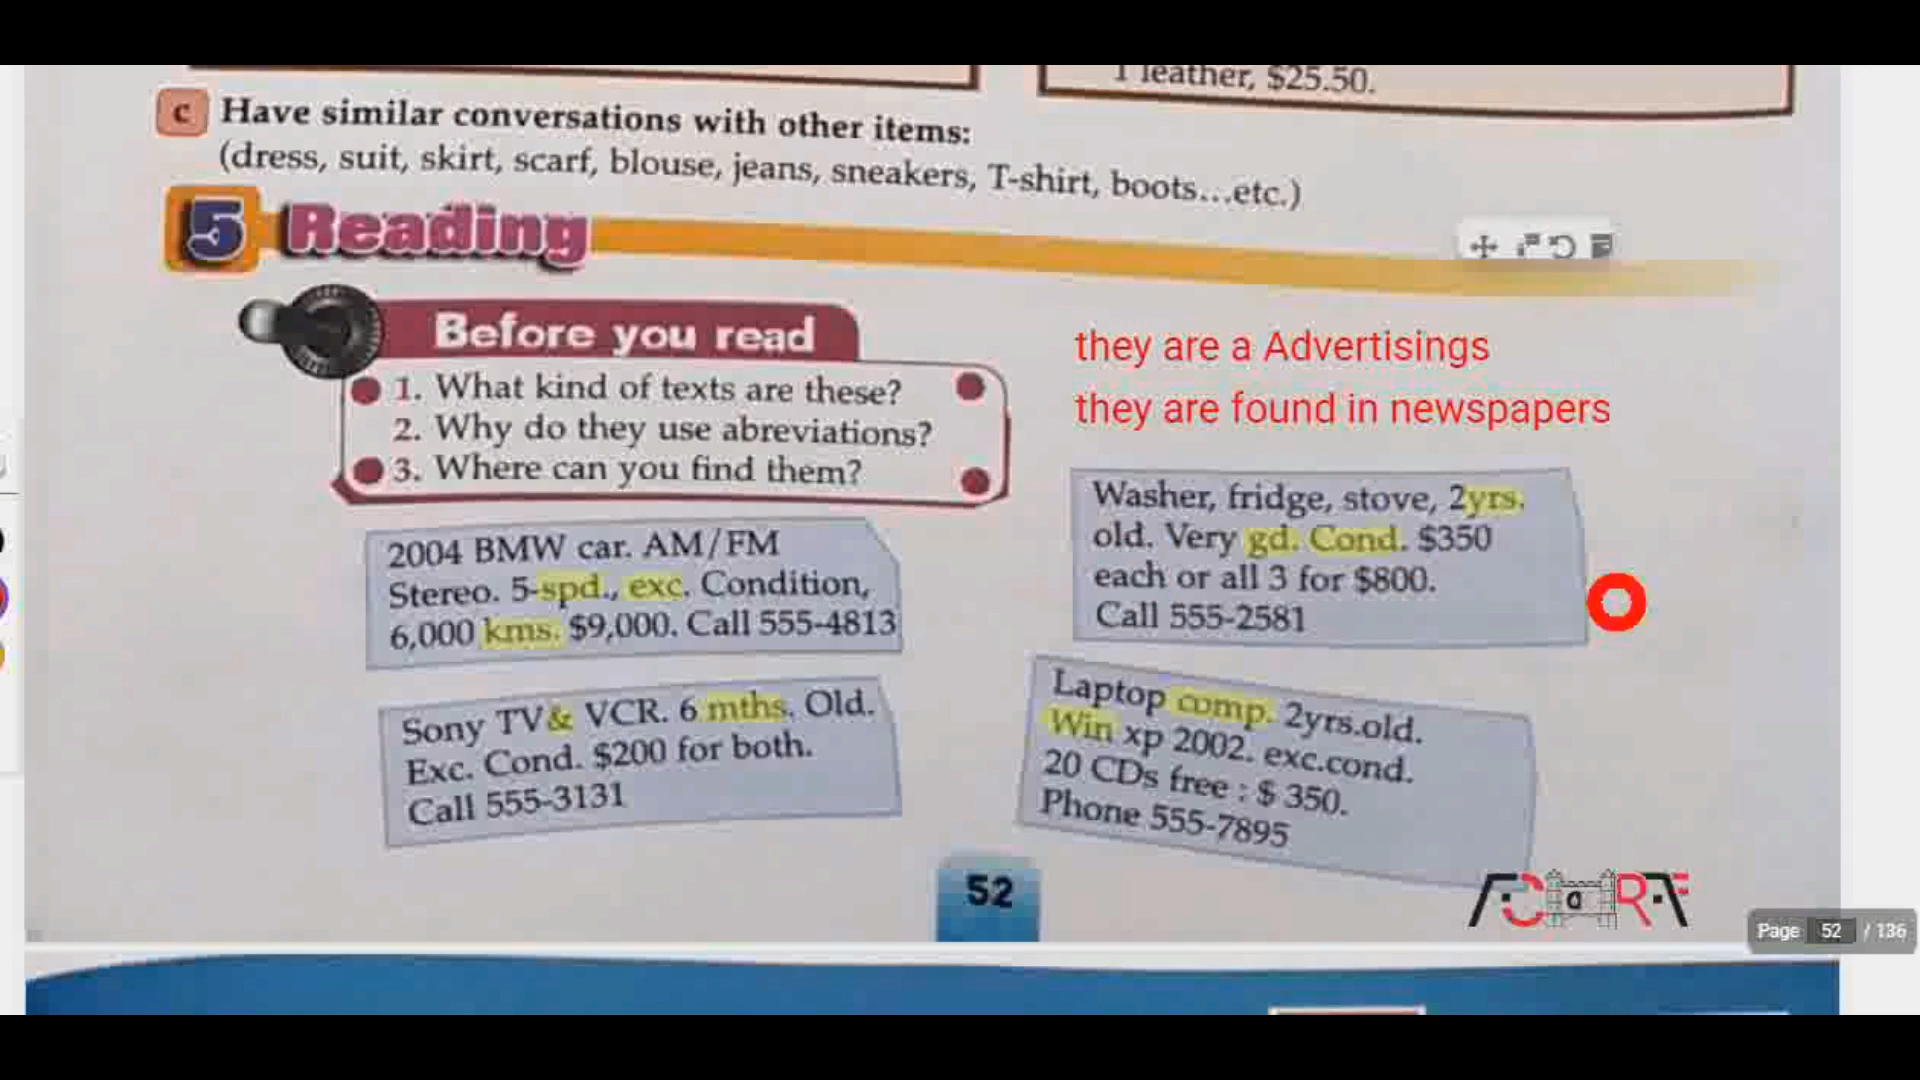 1 leather, $25.50.
c Have similar conversations with other items:
(dress, suit, skirt, scarf, blouse, jeans, sneakers, T-shirt, boots...etc.)
5 Reading
Before you read
1. What kind of texts are these?
2. Why do they use abreviations?
3. Where can you find them?
they are a Advertisings
they are found in newspapers
2004 BMW car. AM/FM
Stereo. 5-spd., exc. Condition,
6,000 kms. $9,000. Call 555-4813
Washer, fridge, stove, 2yrs.
old. Very gd. Cond. $350
each or all 3 for $800.
Call 555-2581
Sony TV& VCR. 6 mths. Old.
Exc. Cond. $200 for both.
Call 555-3131
Laptop comp. 2yrs.old.
Win xp 2002. exc.cond.
20 CDs free : $ 350.
Phone 555-7895
52
Page 52 / 136